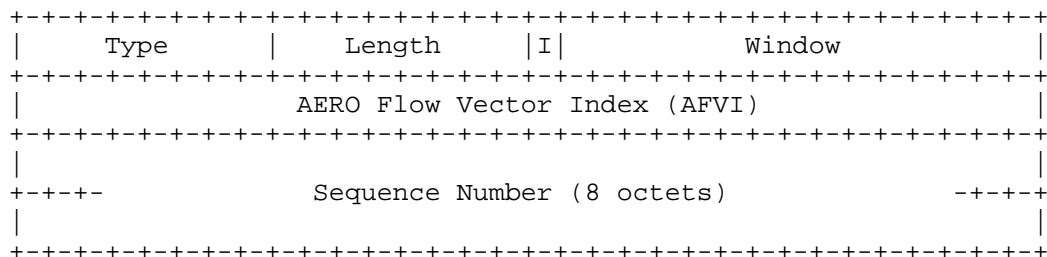 +-+-+-+-+-+-+-+-+-+-+-+-+-+-+-+-+-+-+-+-+-+-+-+-+-+-+-+-+-+-+-+-+
|     Type      |    Length     |I|           Window            |
+-+-+-+-+-+-+-+-+-+-+-+-+-+-+-+-+-+-+-+-+-+-+-+-+-+-+-+-+-+-+-+-+
|                 AERO Flow Vector Index (AFVI)                 |
+-+-+-+-+-+-+-+-+-+-+-+-+-+-+-+-+-+-+-+-+-+-+-+-+-+-+-+-+-+-+-+-+
|                                                               |
+-+-+-             Sequence Number (8 octets)              -+-+-+
|                                                               |
+-+-+-+-+-+-+-+-+-+-+-+-+-+-+-+-+-+-+-+-+-+-+-+-+-+-+-+-+-+-+-+-+